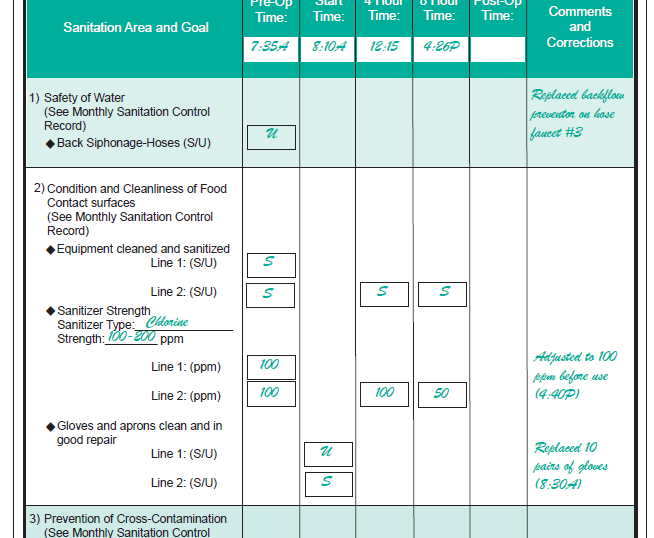 Pre-Op Start 4 Hour 8 Hour Post-Op
Time: Time: Time: Time: Time:
Sanitation Area and Goal
Comments
and
Corrections
7:35A 8:10A 12:15 4:26P
1) Safety of Water
(See Monthly Sanitation Control
Record)
◆ Back Siphonage-Hoses (S/U) U
Replaced backflow
preventor on hose
faucet #3
2) Condition and Cleanliness of Food
Contact surfaces
(See Monthly Sanitation Control
Record)
◆ Equipment cleaned and sanitized
Line 1: (S/U) S
Line 2: (S/U) S S S
◆ Sanitizer Strength
Sanitizer Type: Chlorine
Strength: 100-200 ppm
Line 1: (ppm) 100
Line 2: (ppm) 100 100 50
Adjusted to 100
ppm before use
(4:40P)
◆ Gloves and aprons clean and in
good repair
Line 1: (S/U) U
Line 2: (S/U) S
Replaced 10
pairs of gloves
(8:30A)
3) Prevention of Cross-Contamination
(See Monthly Sanitation Control